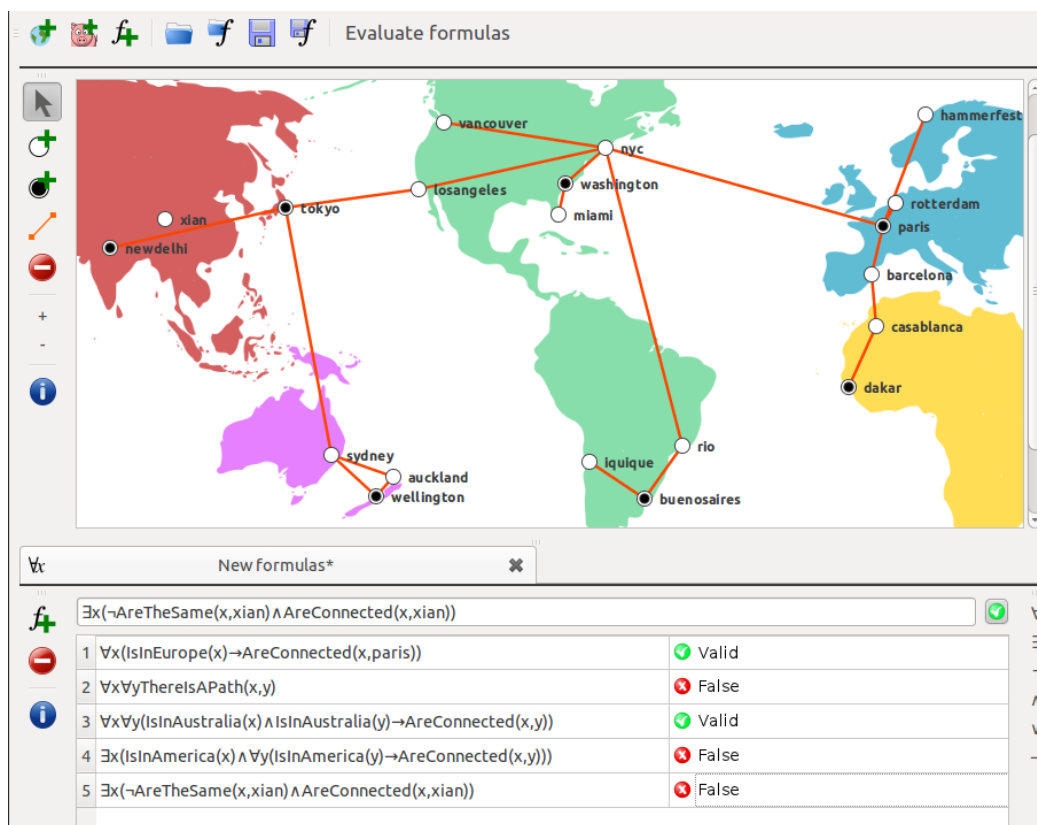 Evaluate formulas
vancouver
hammerfest
nyc
losangeles
washington
rotterdam
xian
tokyo
miami
paris
newdelhi
barcelona
casablanca
dakar
sydney
rio
iquique
auckland
wellington
buenosaires
+
-
∀x New formulas*
∃x(¬AreTheSame(x,xian)∧AreConnected(x,xian))
1 ∀x(IsInEurope(x)→AreConnected(x,paris)) Valid
2 ∀x∀yThereIsAPath(x,y) False
3 ∀x∀y(IsInAustralia(x)∧IsInAustralia(y)→AreConnected(x,y)) Valid
4 ∃x(IsInAmerica(x)∧∀y(IsInAmerica(y)→AreConnected(x,y))) False
5 ∃x(¬AreTheSame(x,xian)∧AreConnected(x,xian)) False